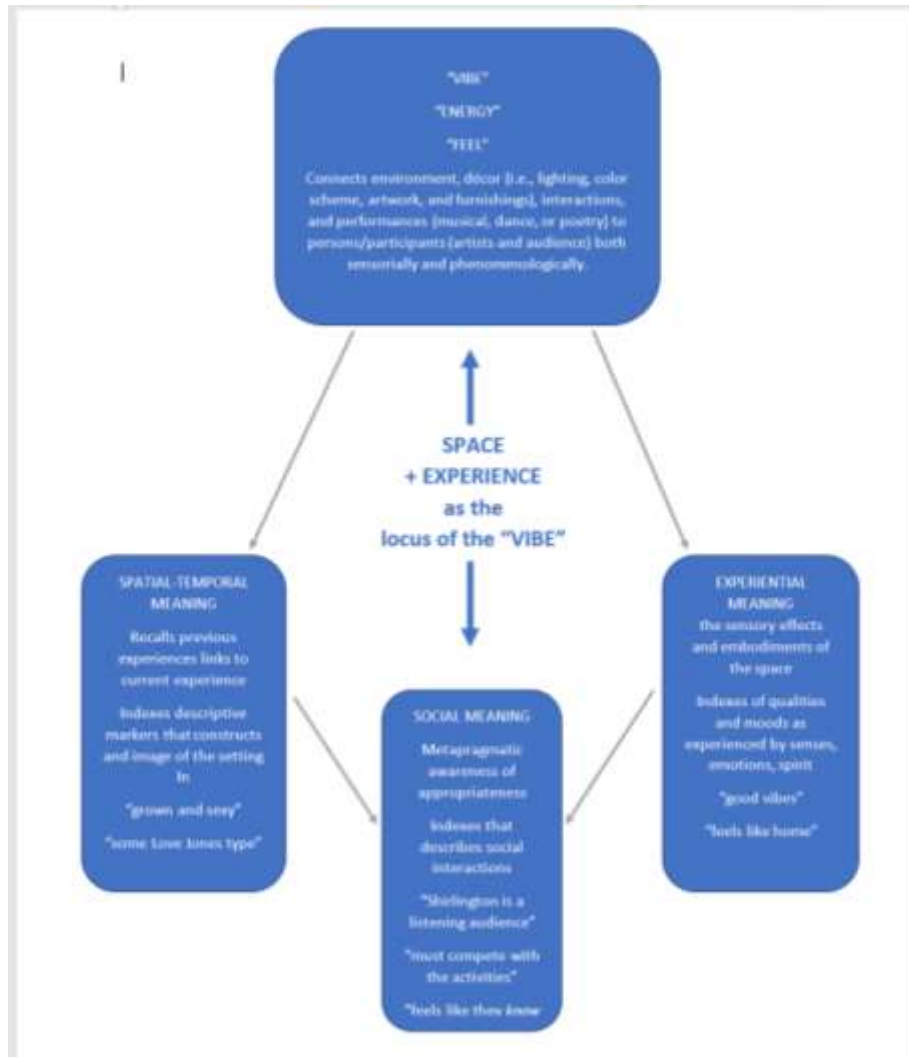 "VIBE"
"ENERGY"
"FEEL"
Connects environment, décor (i.e., lighting, color
scheme, artwork, and furnishings), interactions,
and performances (musical, dance, or poetry) to
persons/participants (artists and audience) both
sensorially and phenommologically.
SPACE
+ EXPERIENCE
as the
locus of the "VIBE"
SPATIAL-TEMPORAL
MEANING
Recalls previous
experiences links to
current experience
Indexes descriptive
markers that constructs
and image of the setting
In
"grown and sexy"
"some Love Jones type"
SOCIAL MEANING
Metapragmatic
awareness of
appropriateness
Indexes that
describes social
interactions
"Shirlington is a
listening audience"
"must compete with
the activities"
"feels like they know
EXPERIENTIAL
MEANING
the sensory effects
and embodiments of
the space
Indexes of qualities
and moods as
experienced by senses,
emotions, spirit
"good vibes"
"feels like home"